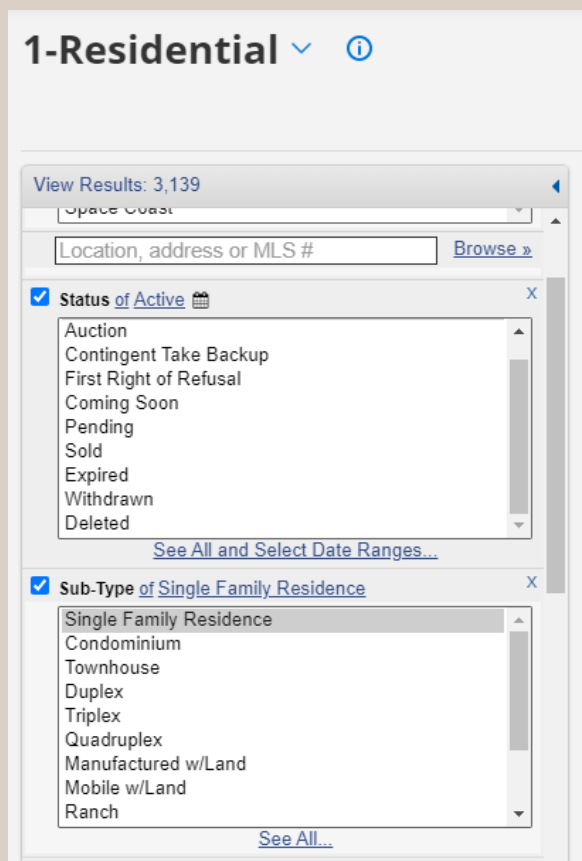 1-Residential
View Results: 3,139
Space Coast
Location, address or MLS #
Browse »
Status of Active
X
Auction
Contingent Take Backup
First Right of Refusal
Coming Soon
Pending
Sold
Expired
Withdrawn
Deleted
See All and Select Date Ranges...
Sub-Type of Single Family Residence
X
Single Family Residence
Condominium
Townhouse
Duplex
Triplex
Quadruplex
Manufactured w/Land
Mobile w/Land
Ranch
See All...